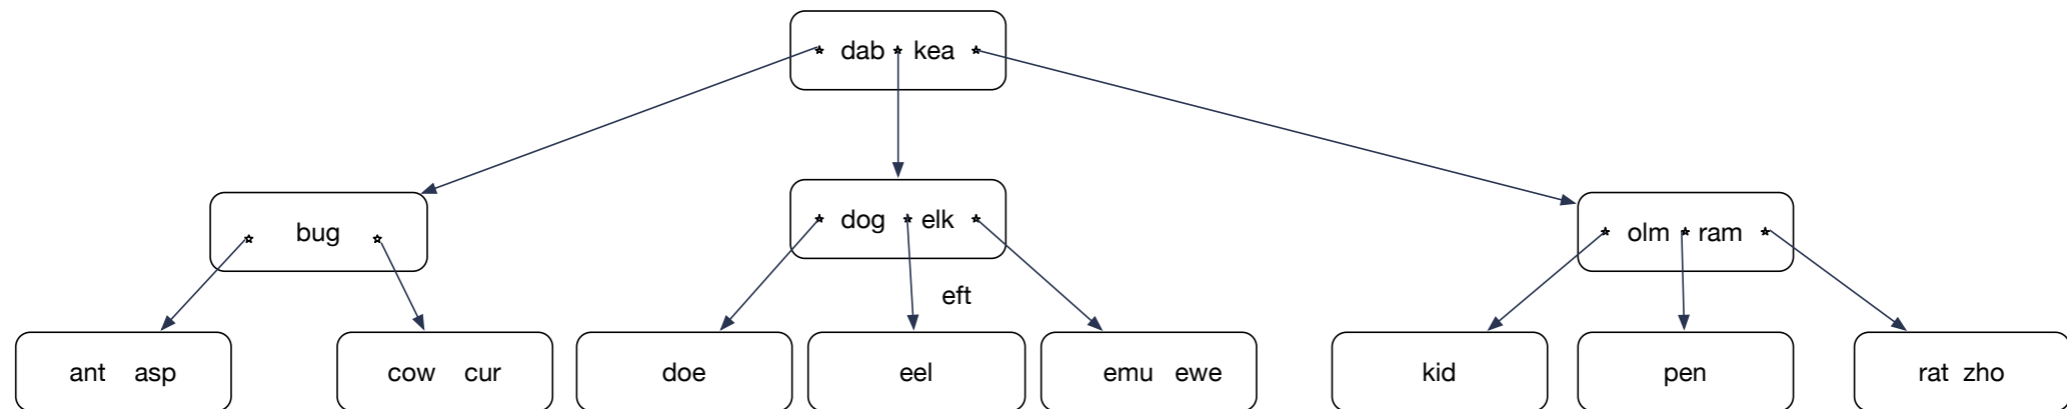 dab kea
bug
dog elk
olm ram
eft
ant asp
cow cur
doe
eel
emu ewe
kid
pen
rat zho